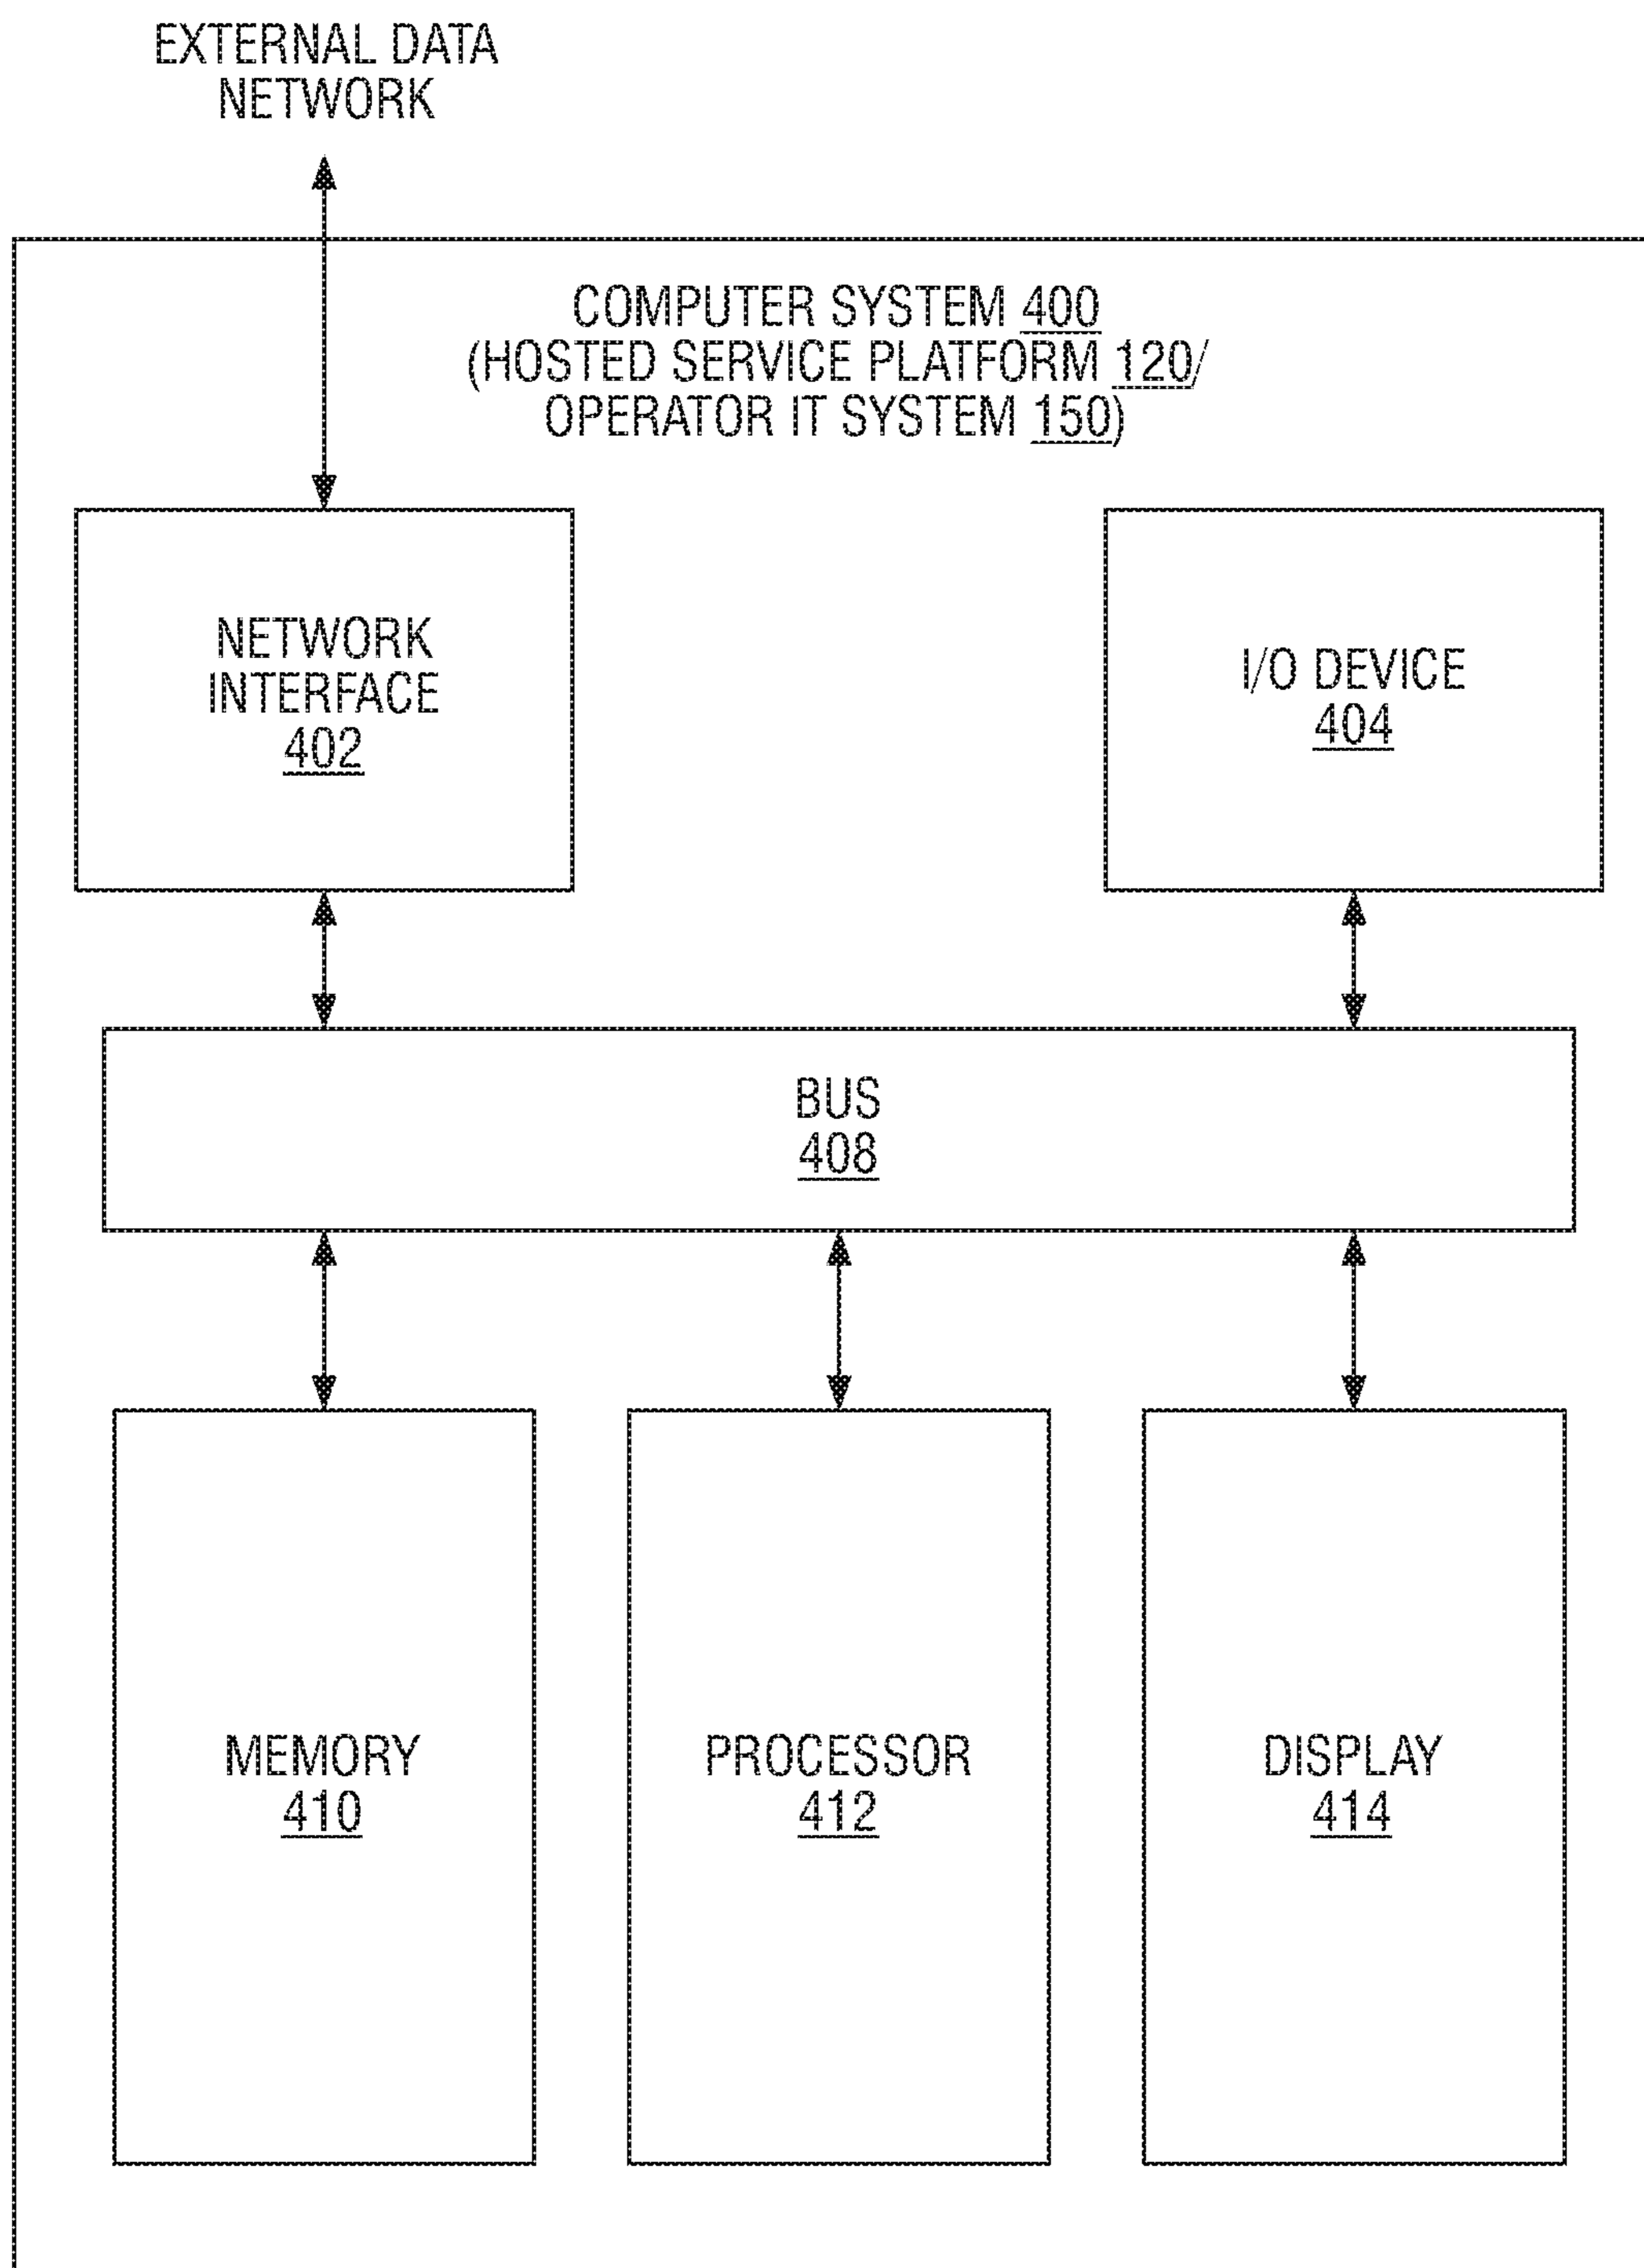 EXTERNAL DATA
NETWORK
COMPUTER SYSTEM 400
(HOSTED SERVICE PLATFORM 120/
OPERATOR IT SYSTEM 150)
NETWORK
INTERFACE
402
I/O DEVICE
404
BUS
408
MEMORY
410
PROCESSOR
412
DISPLAY
414